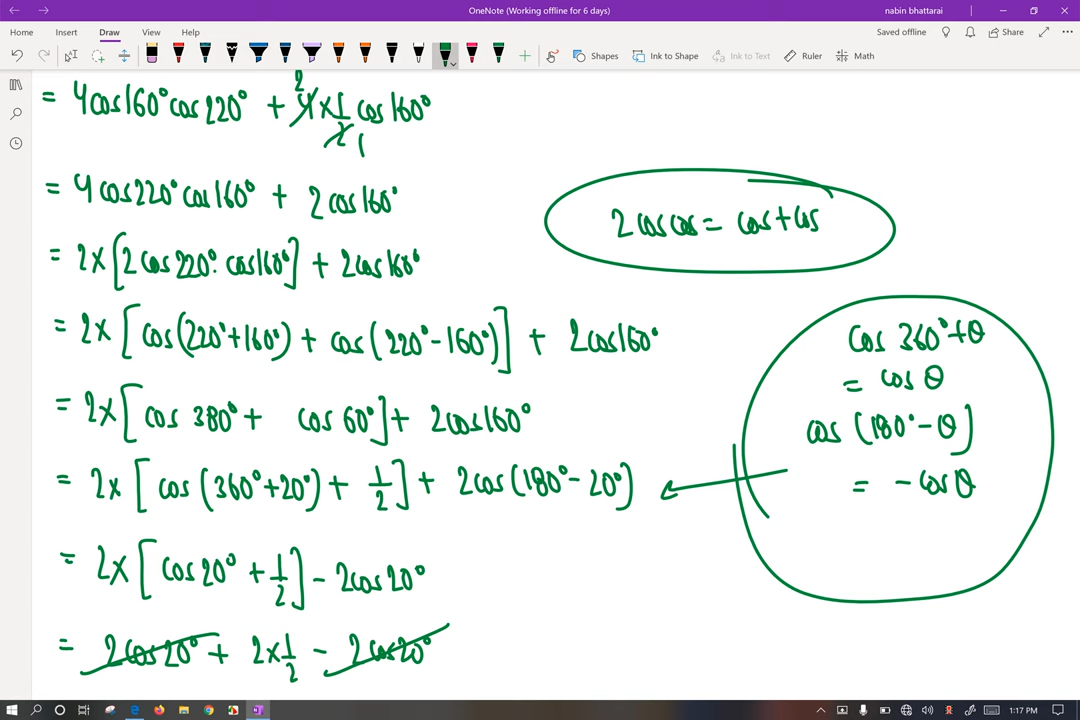 OneNote (Working offline for 6 days)
nabin bhattarai
Home Insert Draw View Help
Saved offline
Share
Shapes
Ink to Shape
Ink to Text
Ruler
Math
= 4cos160°cos220° + 4×1/2 cos160°
2
1
= 4cos220°cos160° + 2cos160°
2coscos = cos+cos
= 2×[2cos220°.cos160°] + 2cos160°
= 2×[cos(220°+160°) + cos(220°-160°)] + 2cos160°
cos 360°+θ
= cos θ
= 2×[cos 380° + cos 60°] + 2cos160°
cos (180°-θ)
= 2×[cos(360°+20°) + 1/2] + 2cos(180°-20°)
= -cosθ
= 2×[cos20° + 1/2] - 2cos20°
= 2cos20° + 2×1/2 - 2cos20°
1:17 PM